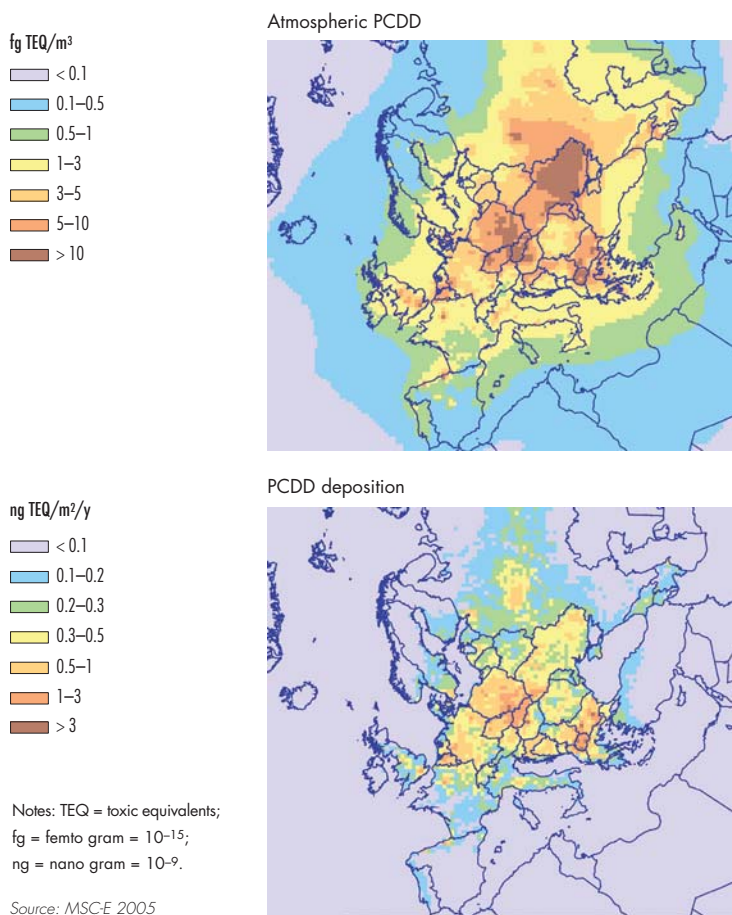 Atmospheric PCDD
fg TEQ/m³
< 0.1
0.1–0.5
0.5–1
1–3
3–5
5–10
> 10
PCDD deposition
ng TEQ/m²/y
< 0.1
0.1–0.2
0.2–0.3
0.3–0.5
0.5–1
1–3
> 3
Notes: TEQ = toxic equivalents;
fg = femto gram = 10⁻¹⁵;
ng = nano gram = 10⁻⁹.
Source: MSC-E 2005